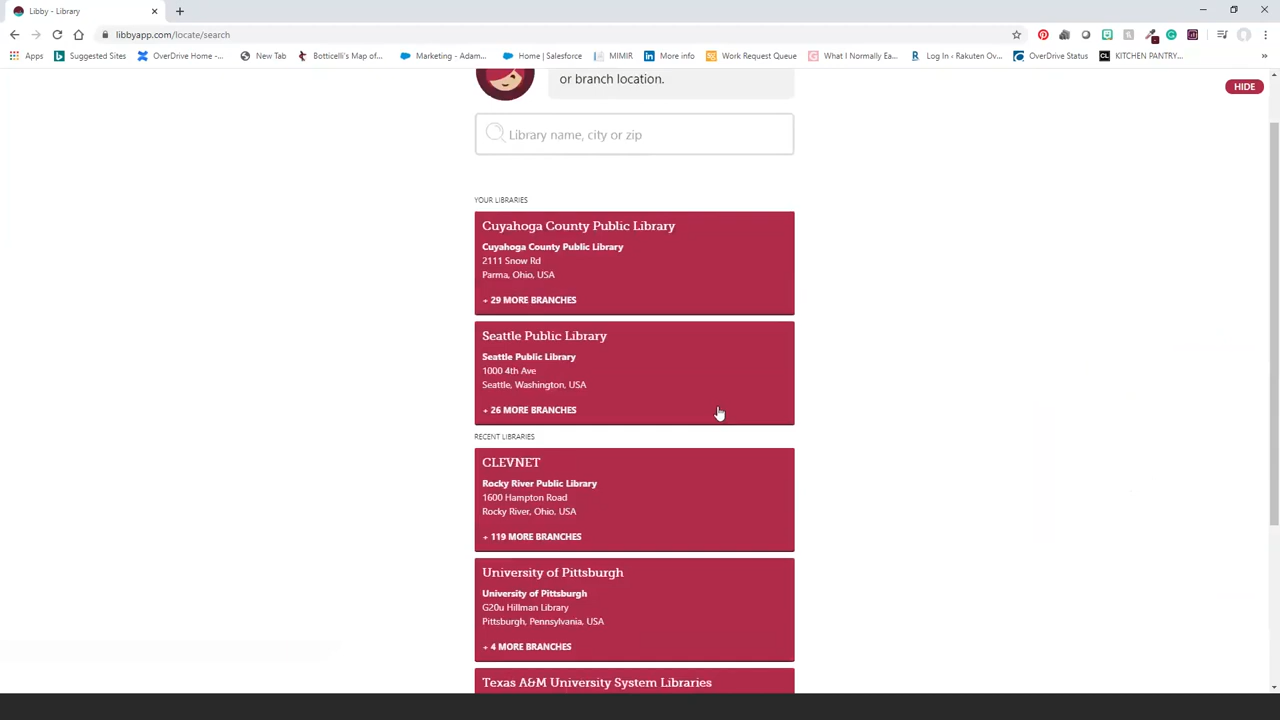 Libby - Library
libbyapp.com/locate/search
Apps
Suggested Sites
OverDrive Home -...
New Tab
Botticelli's Map of...
Marketing - Adam...
Home | Salesforce
MIMIR
More info
Work Request Queue
What I Normally Ea...
Log In ‹ Rakuten Ov...
OverDrive Status
KITCHEN PANTRY...
or branch location.
HIDE
Library name, city or zip
YOUR LIBRARIES
Cuyahoga County Public Library
Cuyahoga County Public Library
2111 Snow Rd
Parma, Ohio, USA
+ 29 MORE BRANCHES
Seattle Public Library
Seattle Public Library
1000 4th Ave
Seattle, Washington, USA
+ 26 MORE BRANCHES
RECENT LIBRARIES
CLEVNET
Rocky River Public Library
1600 Hampton Road
Rocky River, Ohio, USA
+ 119 MORE BRANCHES
University of Pittsburgh
University of Pittsburgh
G20u Hillman Library
Pittsburgh, Pennsylvania, USA
+ 4 MORE BRANCHES
Texas A&M University System Libraries